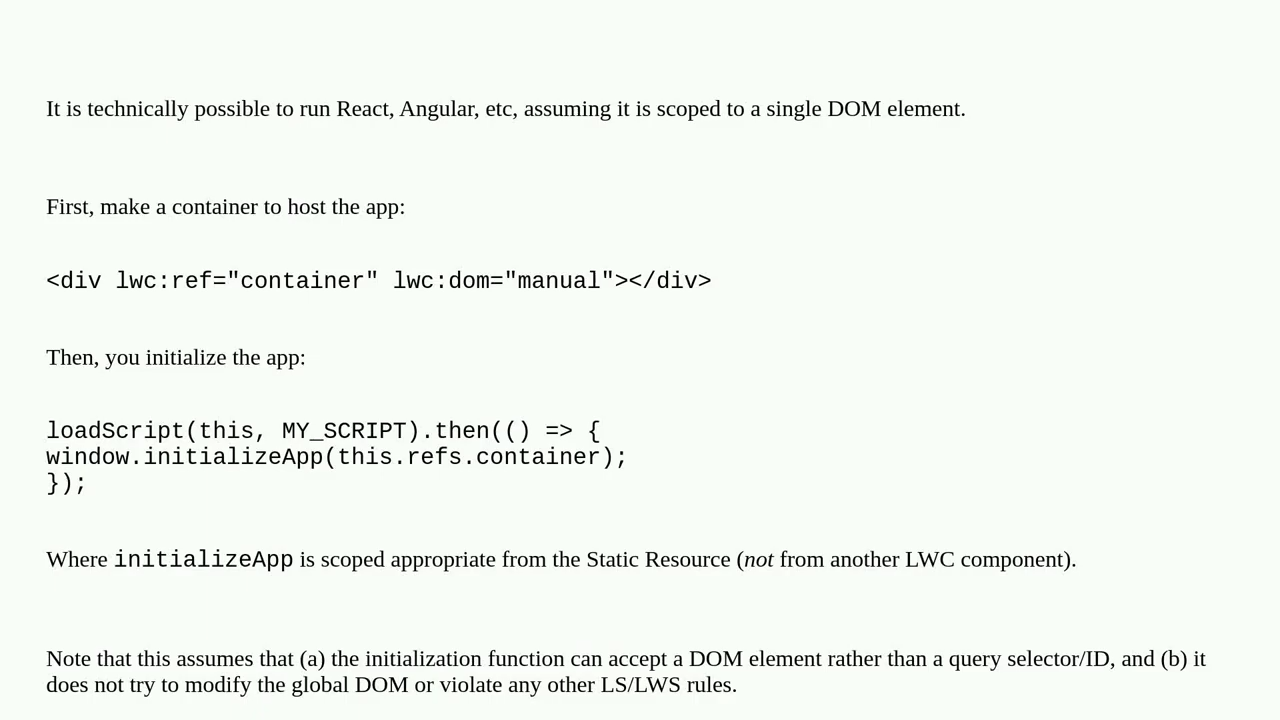 It is technically possible to run React, Angular, etc, assuming it is scoped to a single DOM element.
First, make a container to host the app:
<div lwc:ref="container" lwc:dom="manual"></div>
Then, you initialize the app:
loadScript(this, MY_SCRIPT).then(() => {
window.initializeApp(this.refs.container);
});
Where initializeApp is scoped appropriate from the Static Resource (not from another LWC component).
Note that this assumes that (a) the initialization function can accept a DOM element rather than a query selector/ID, and (b) it
does not try to modify the global DOM or violate any other LS/LWS rules.